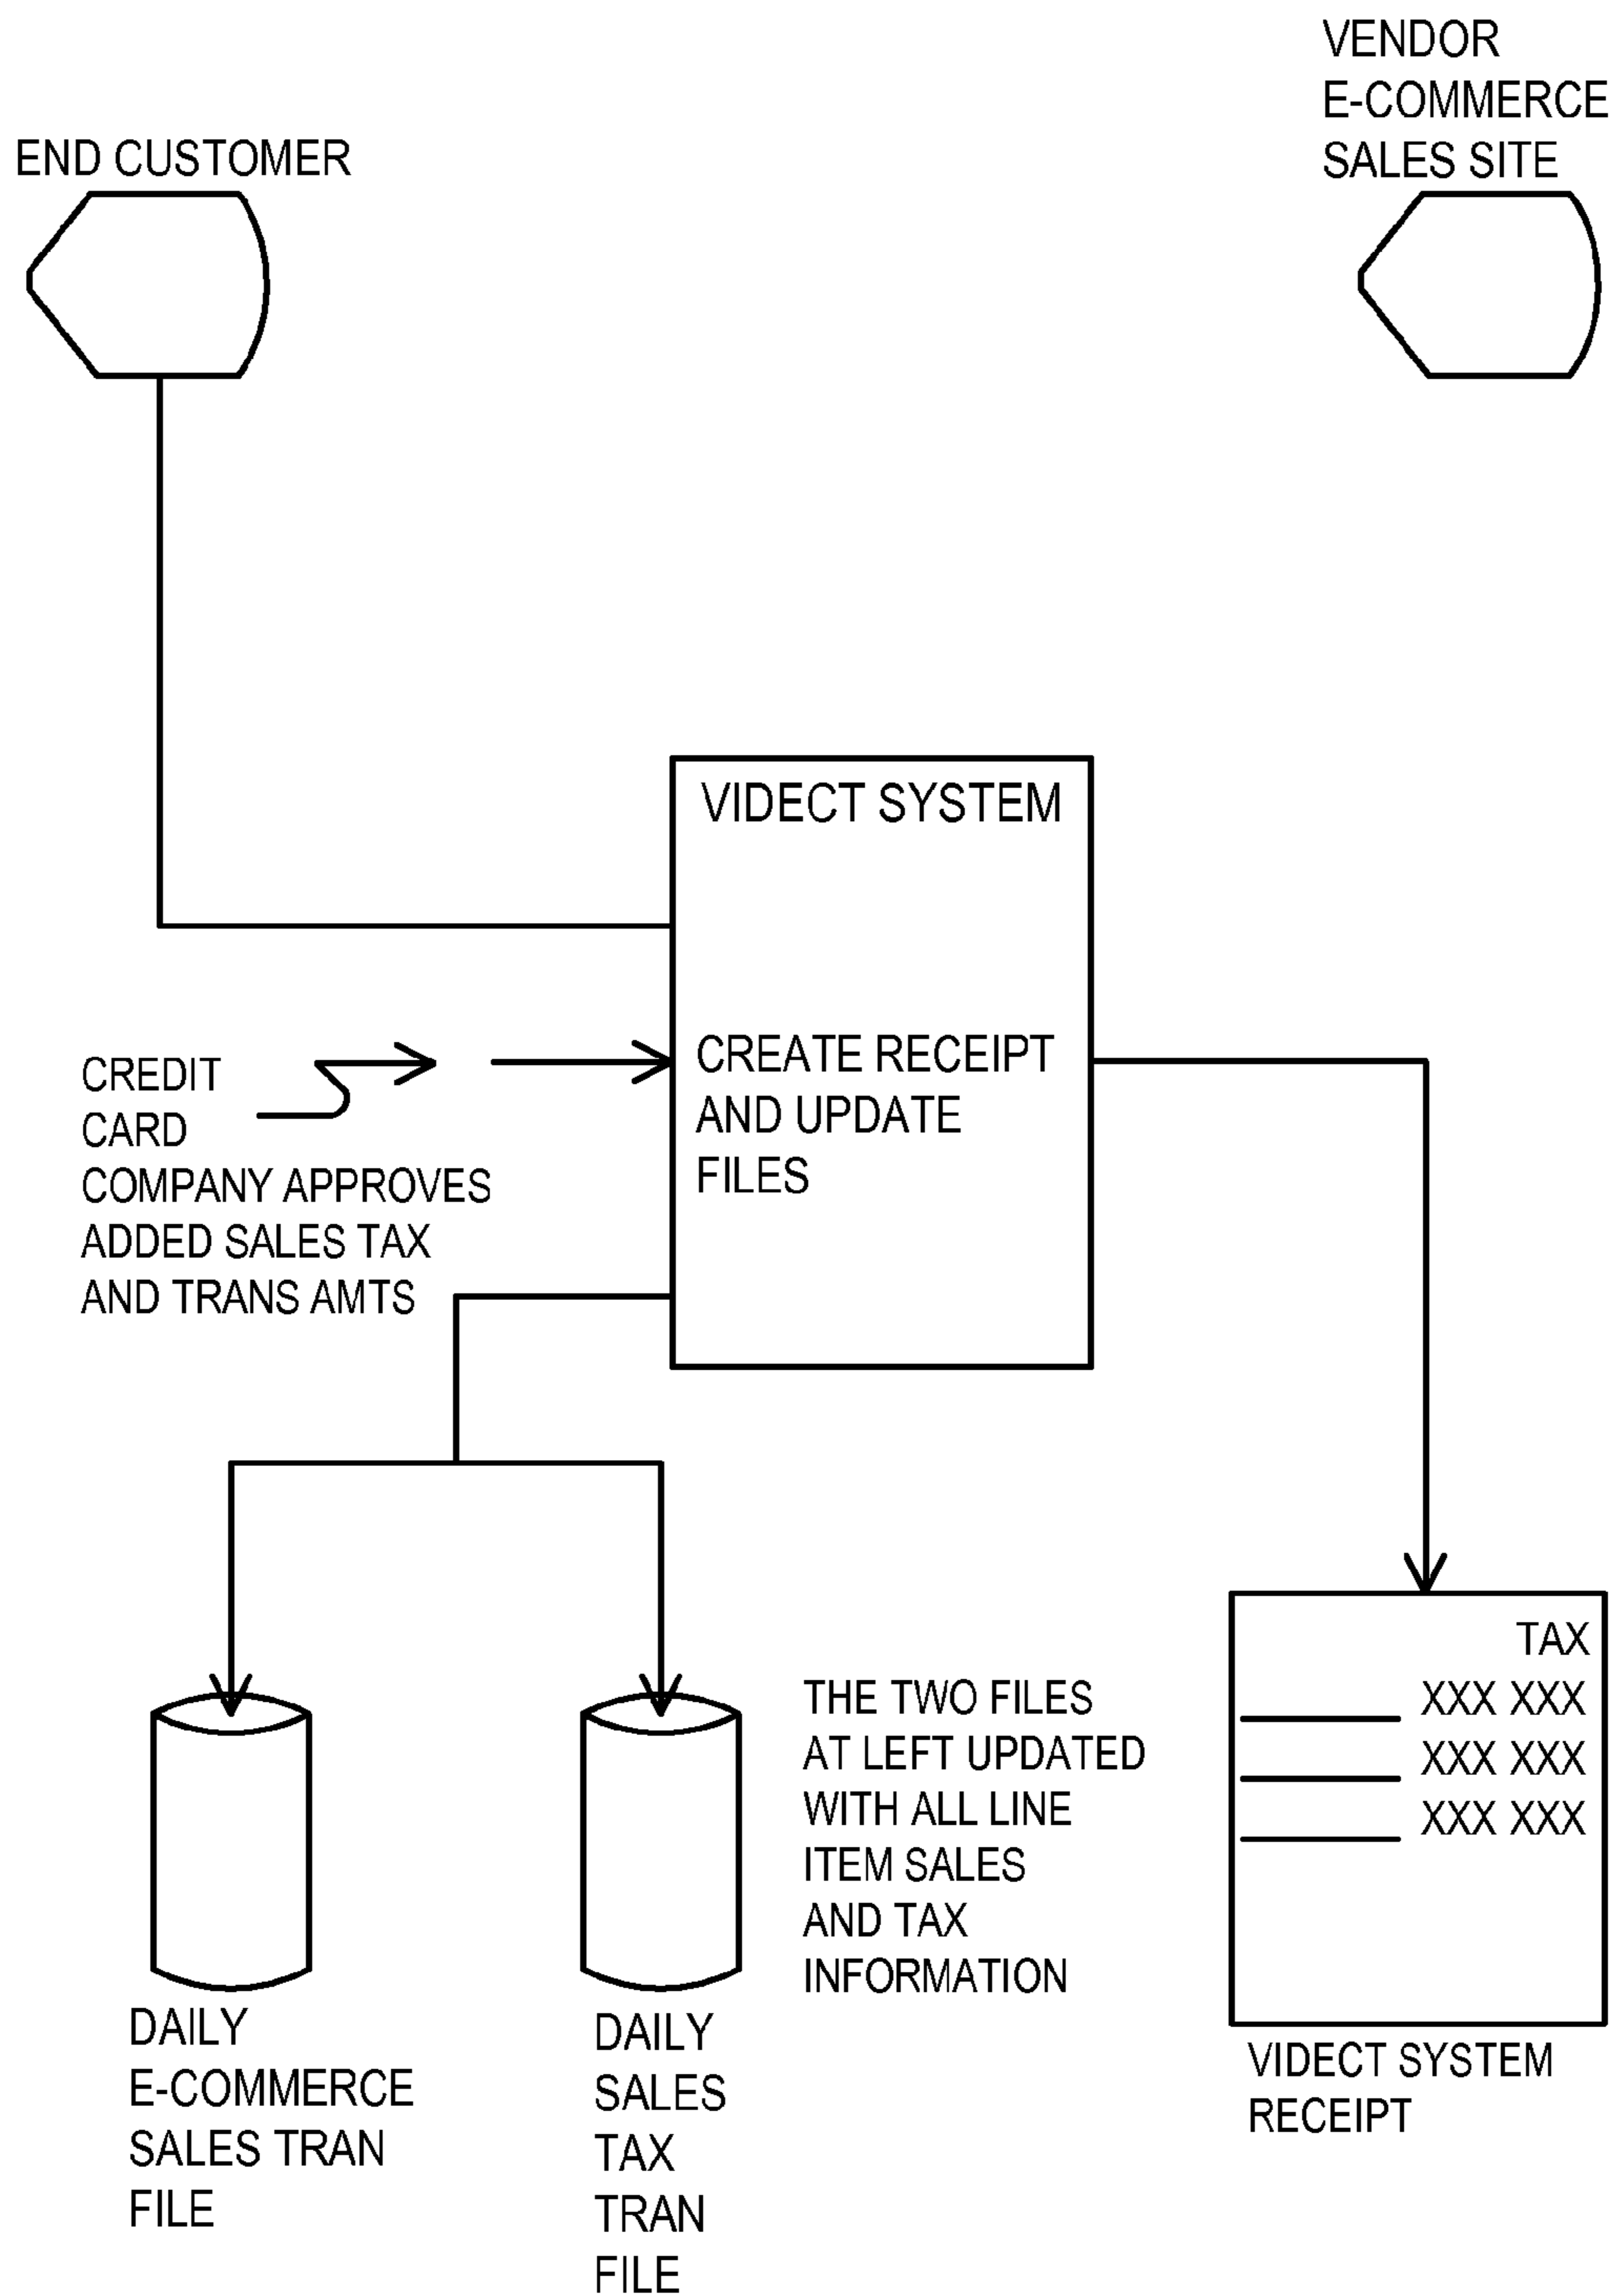 VENDOR
E-COMMERCE
SALES SITE
END CUSTOMER
VIDECT SYSTEM
CREATE RECEIPT
AND UPDATE
FILES
CREDIT
CARD
COMPANY APPROVES
ADDED SALES TAX
AND TRANS AMTS
TAX
XXX XXX
XXX XXX
XXX XXX
THE TWO FILES
AT LEFT UPDATED
WITH ALL LINE
ITEM SALES
AND TAX
INFORMATION
DAILY
E-COMMERCE
SALES TRAN
FILE
DAILY
SALES
TAX
TRAN
FILE
VIDECT SYSTEM
RECEIPT